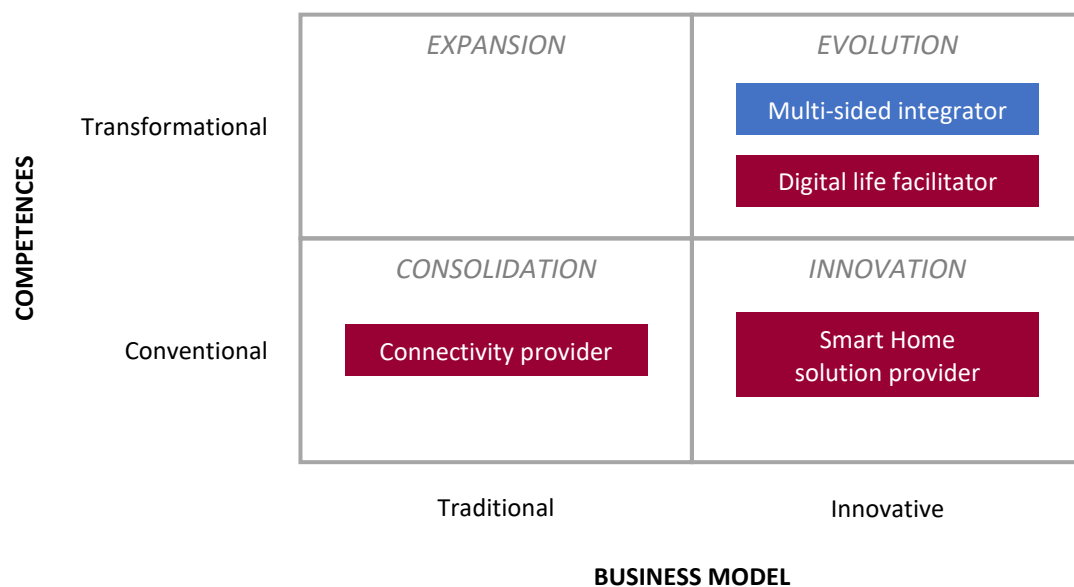 EXPANSION
EVOLUTION
Transformational
Multi-sided integrator
Digital life facilitator
COMPETENCES
CONSOLIDATION
INNOVATION
Conventional
Connectivity provider
Smart Home
solution provider
Traditional
Innovative
BUSINESS MODEL